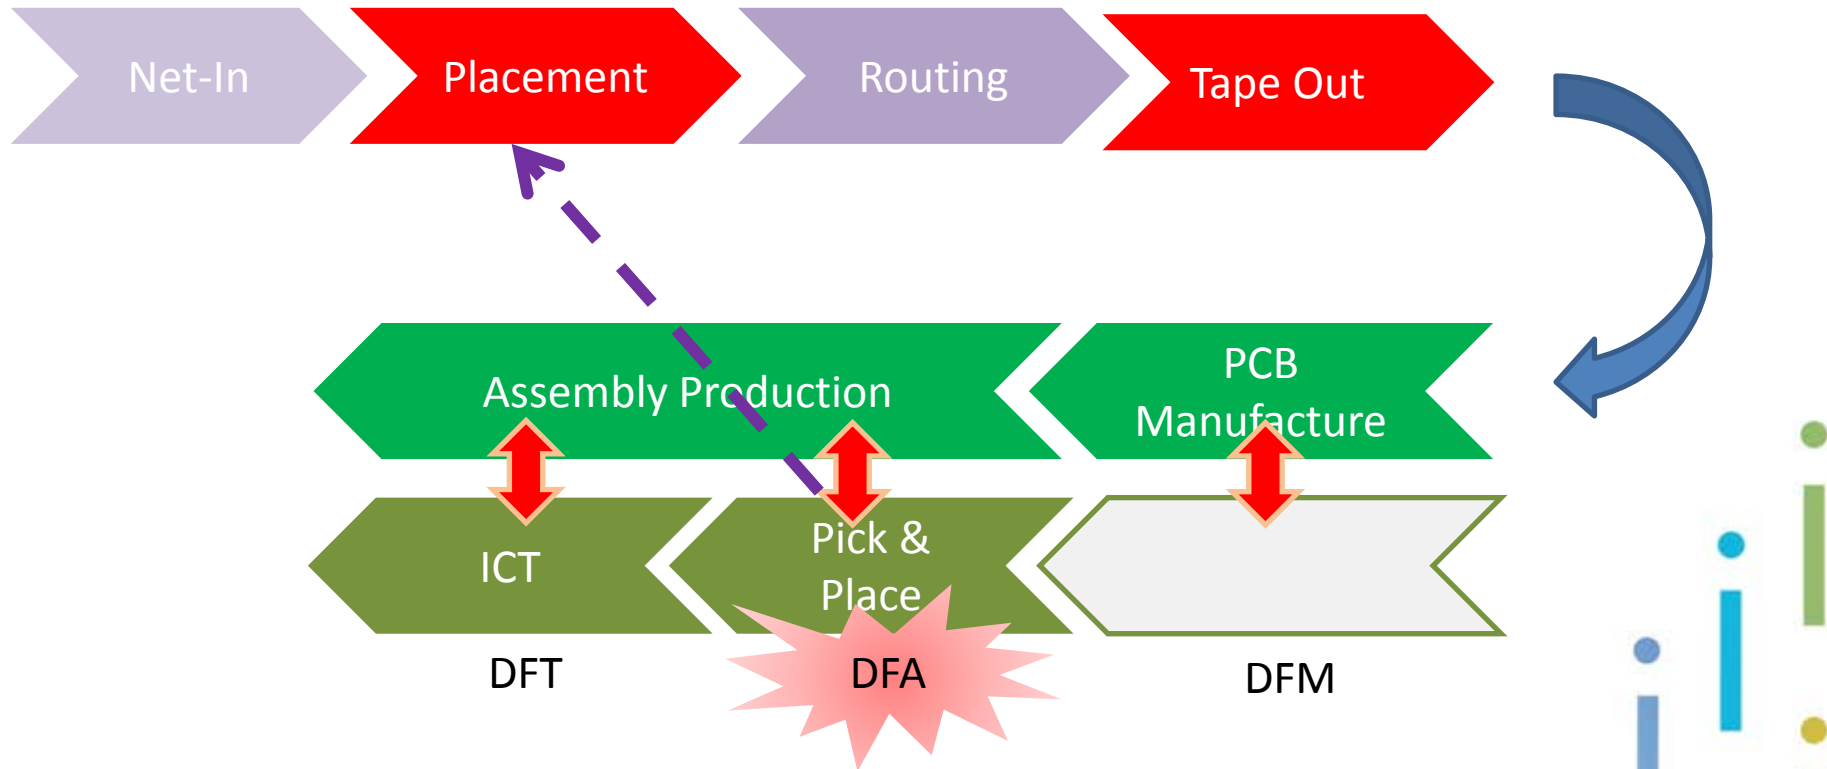 Net-In
Placement
Routing
Tape Out
Assembly Production
PCB
Manufacture
ICT
Pick &
Place
DFT
DFA
DFM